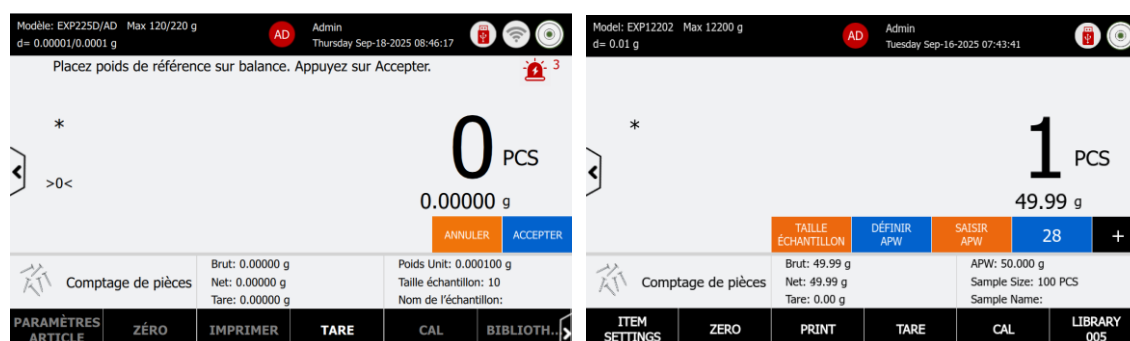 Modèle: EXP225D/AD Max 120/220 g
d= 0.00001/0.0001 g
AD
Admin
Thursday Sep-18-2025 08:46:17
Placez poids de référence sur balance. Appuyez sur Accepter.
3
*
0 PCS
>0<
0.00000 g
ANNULER
ACCEPTER
Comptage de pièces
Brut: 0.00000 g
Net: 0.00000 g
Tare: 0.00000 g
Poids Unit: 0.000100 g
Taille échantillon: 10
Nom de l'échantillon:
PARAMÈTRES
ARTICLE
ZÉRO
IMPRIMER
TARE
CAL
BIBLIOTH...
Model: EXP12202 Max 12200 g
d= 0.01 g
AD
Admin
Tuesday Sep-16-2025 07:43:41
*
1 PCS
49.99 g
TAILLE
ÉCHANTILLON
DÉFINIR
APW
SAISIR
APW
28
+
Comptage de pièces
Brut: 49.99 g
Net: 49.99 g
Tare: 0.00 g
APW: 50.000 g
Sample Size: 100 PCS
Sample Name:
ITEM
SETTINGS
ZERO
PRINT
TARE
CAL
LIBRARY
005